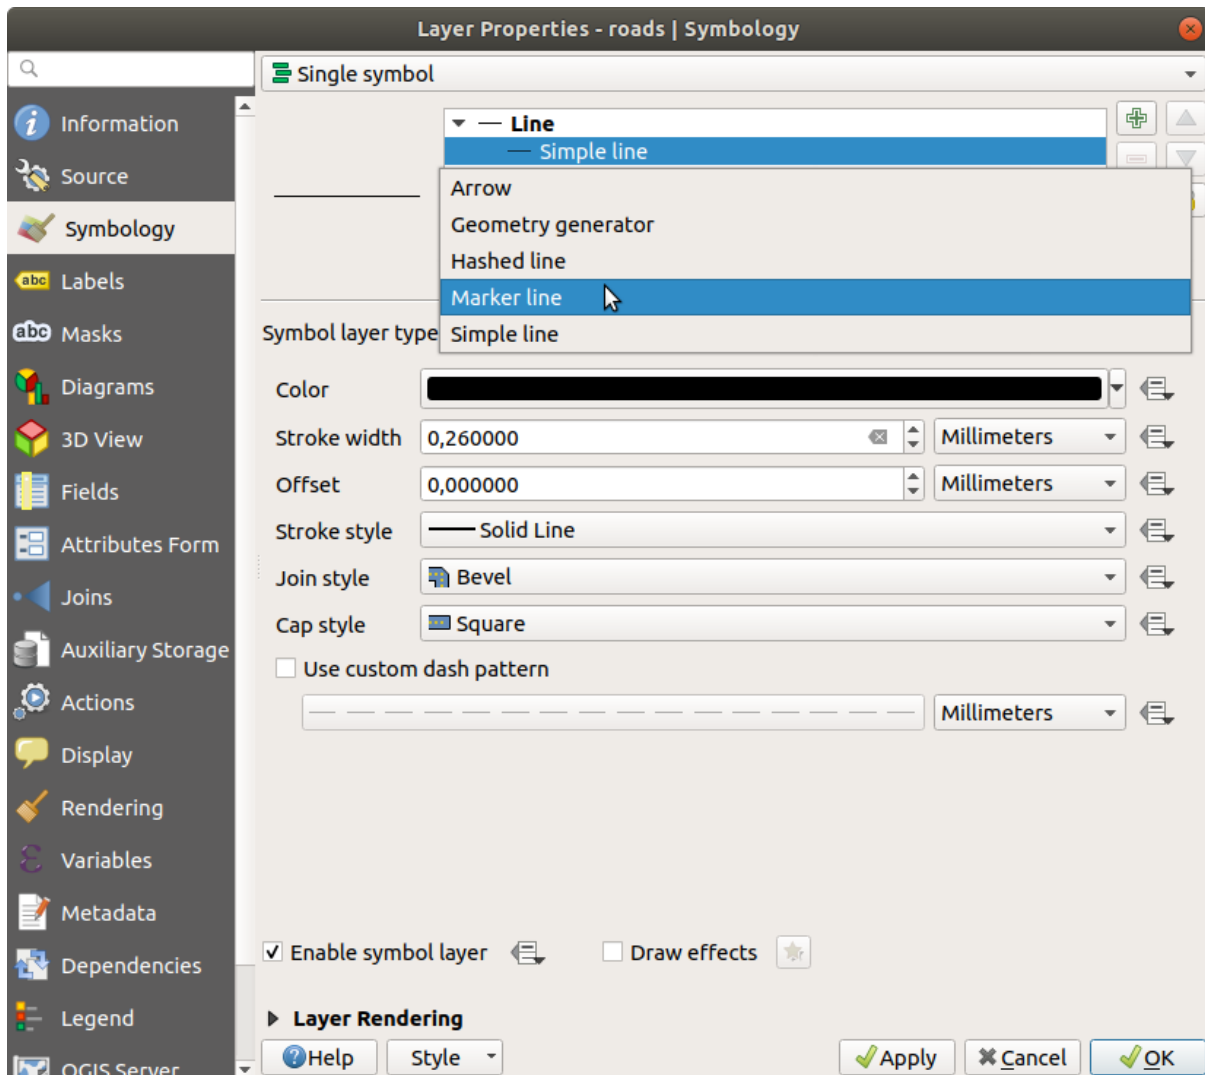 Layer Properties - roads | Symbology
Single symbol
Information
Source
Symbology
Labels
Masks
Diagrams
3D View
Fields
Attributes Form
Joins
Auxiliary Storage
Actions
Display
Rendering
Variables
Metadata
Dependencies
Legend
QGIS Server
Line
Simple line
Arrow
Geometry generator
Hashed line
Marker line
Simple line
Symbol layer type
Color
Stroke width 0,260000 Millimeters
Offset 0,000000 Millimeters
Stroke style Solid Line
Join style Bevel
Cap style Square
Use custom dash pattern
Millimeters
Enable symbol layer Draw effects
Layer Rendering
Help Style Apply Cancel OK